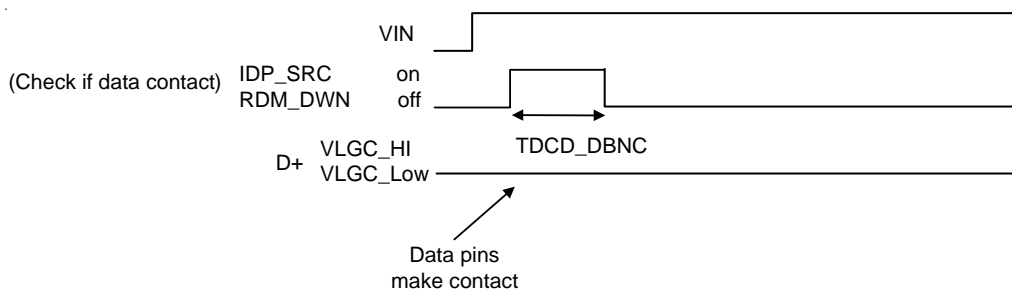 VIN
(Check if data contact) IDP_SRC on
RDM_DWN off
TDCD_DBNC
D+ VLGC_HI
VLGC_Low
Data pins
make contact